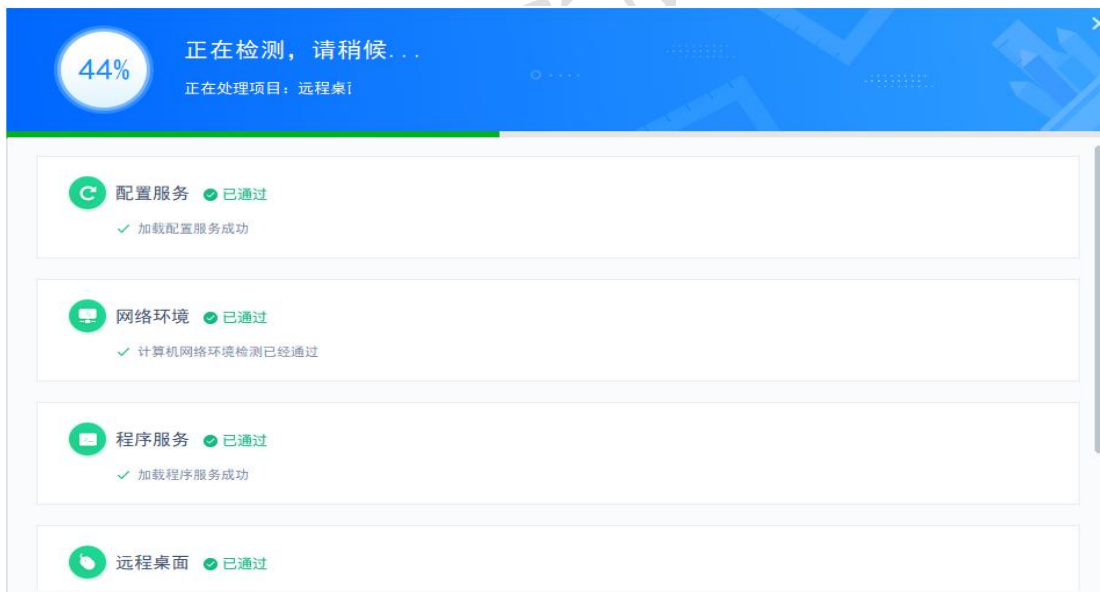 44%
正在检测，请稍候...
正在处理项目：远程桌
配置服务 已通过
加载配置服务成功
网络环境 已通过
计算机网络环境检测已经通过
程序服务 已通过
加载程序服务成功
远程桌面 已通过